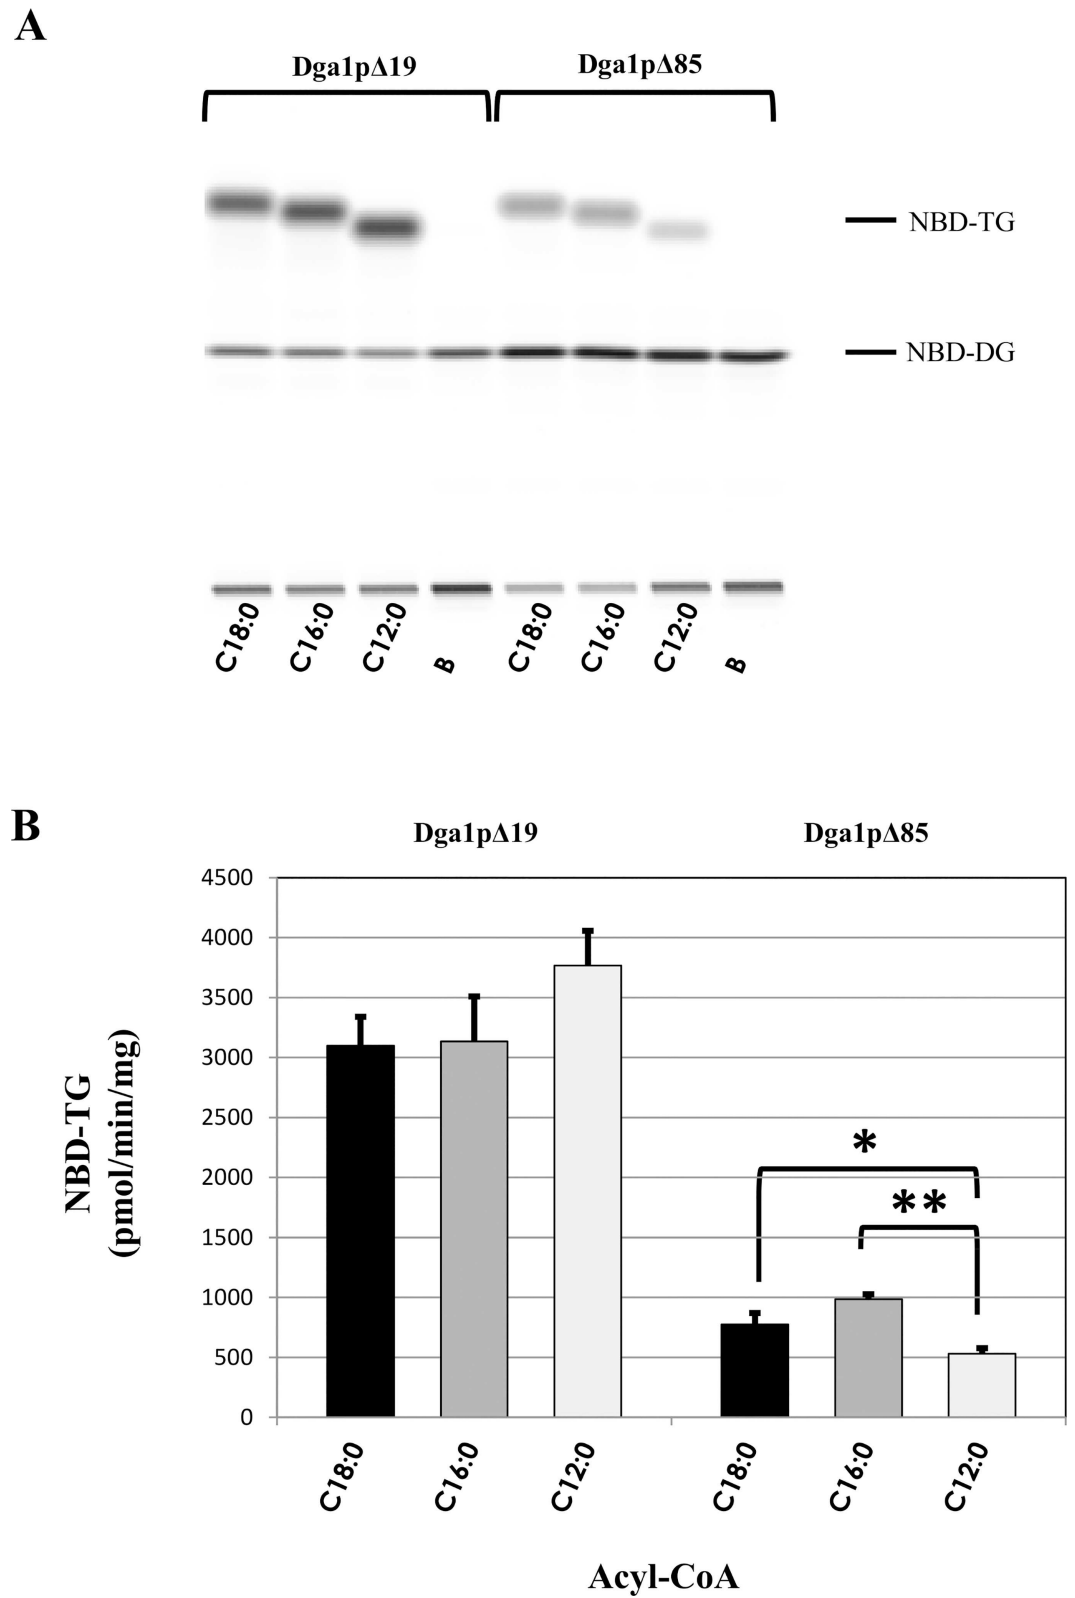 A
Dga1pΔ19
Dga1pΔ85
NBD-TG
NBD-DG
C18:0
C16:0
C12:0
B
C18:0
C16:0
C12:0
B
B
Dga1pΔ19
Dga1pΔ85
4500
4000
3500
3000
2500
2000
1500
1000
500
0
NBD-TG
(pmol/min/mg)
*
**
C18:0
C16:0
C12:0
C18:0
C16:0
C12:0
Acyl-CoA